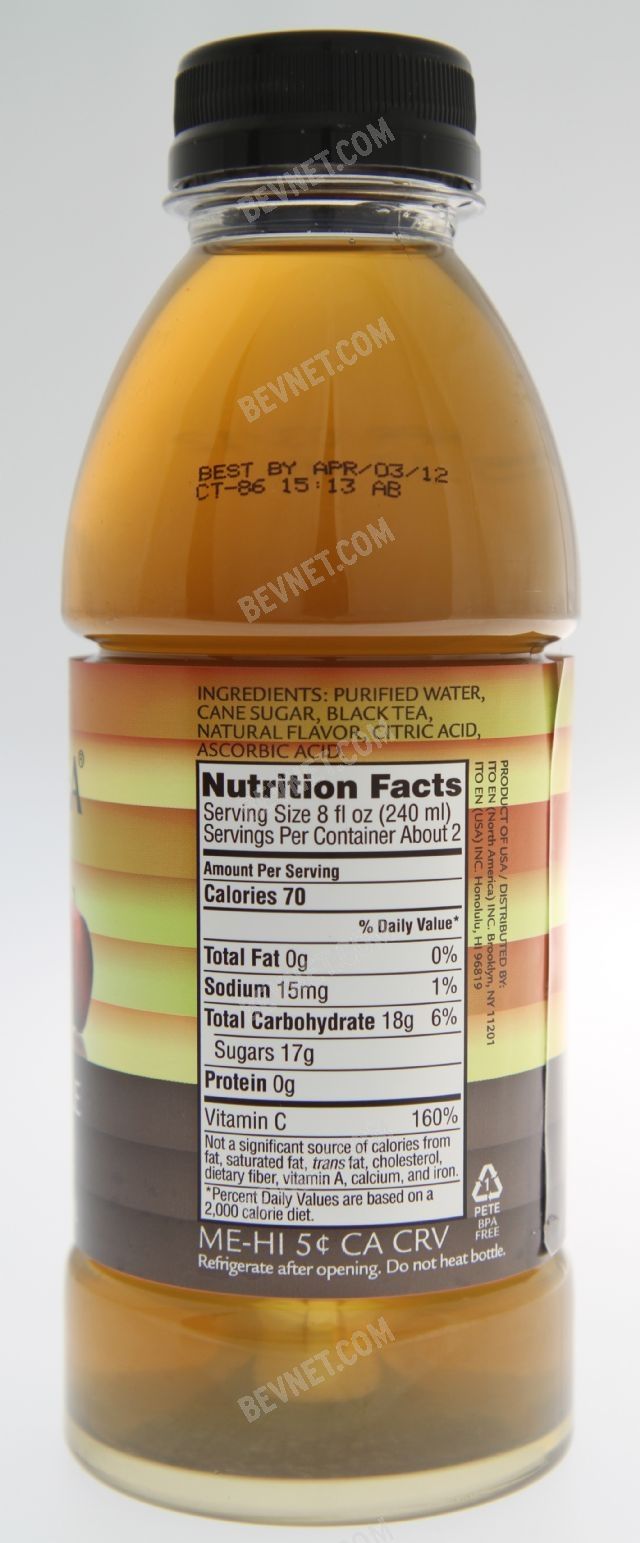 BEVNET.COM
BEVNET.COM
BEST BY APR/03/12
CT-86 15:13 AB
BEVNET.COM
INGREDIENTS: PURIFIED WATER,
CANE SUGAR, BLACK TEA,
NATURAL FLAVOR, CITRIC ACID,
ASCORBIC ACID.
A®
Nutrition Facts
Serving Size 8 fl oz (240 ml)
Servings Per Container About 2
Amount Per Serving
Calories 70
% Daily Value*
Total Fat 0g 0%
Sodium 15mg 1%
Total Carbohydrate 18g 6%
Sugars 17g
Protein 0g
Vitamin C 160%
Not a significant source of calories from
fat, saturated fat, trans fat, cholesterol,
dietary fiber, vitamin A, calcium, and iron.
*Percent Daily Values are based on a
2,000 calorie diet.
PRODUCT OF USA / DISTRIBUTED BY:
ITO EN (North America) INC. Brooklyn, NY 11201
ITO EN (USA) INC. Honolulu, HI 96819
E
1
PETE
BPA
FREE
ME-HI 5¢ CA CRV
Refrigerate after opening. Do not heat bottle.
BEVNET.COM